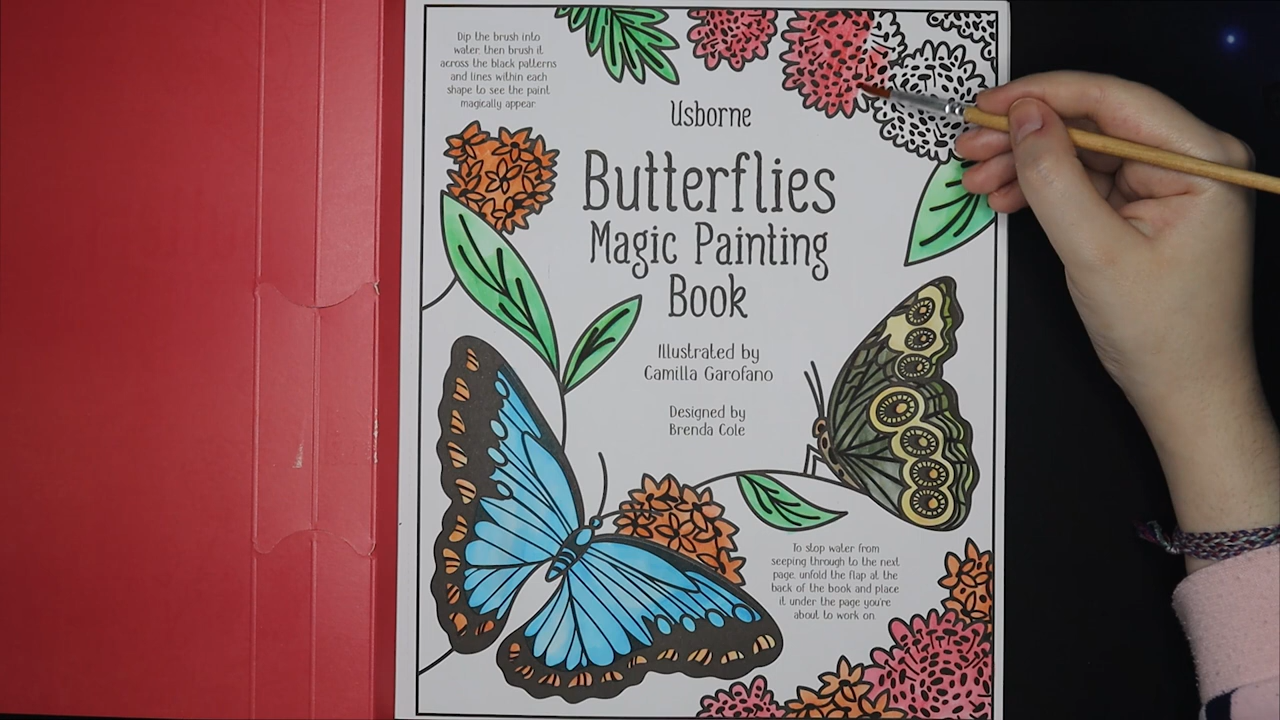 Dip the brush into
water, then brush it
across the black patterns
and lines within each
shape to see the paint
magically appear.
Usborne
Butterflies
Magic Painting
Book
Illustrated by
Camilla Garofano
Designed by
Brenda Cole
To stop water from
seeping through to the next
page, unfold the flap at the
back of the book and place
it under the page you're
about to work on.